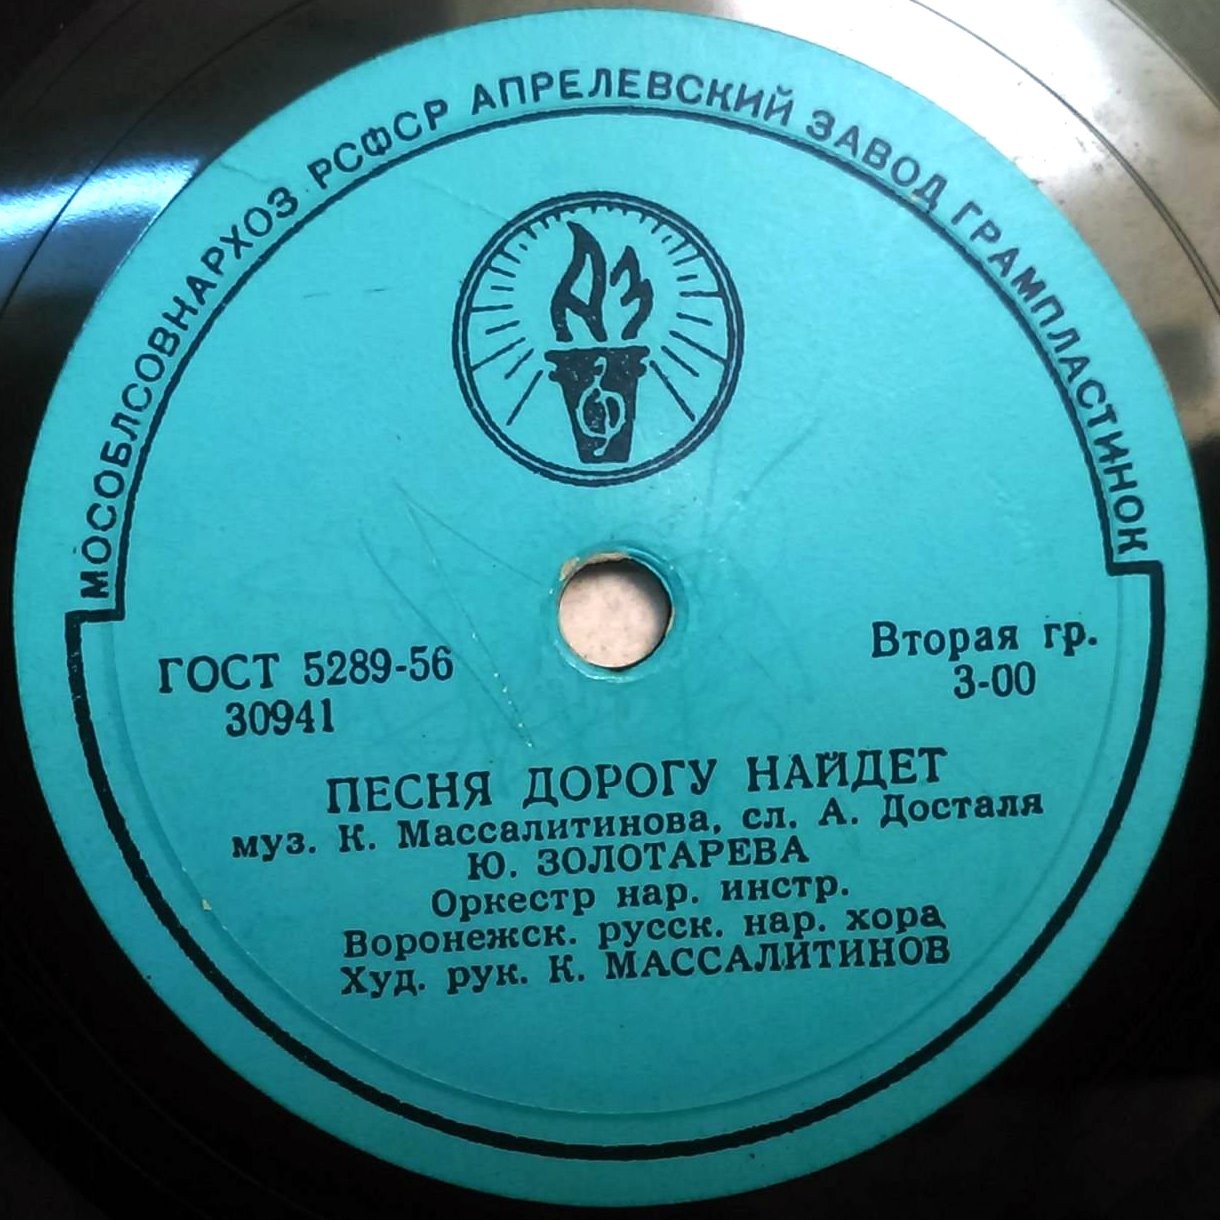 МОСОБЛСОВНАРХОЗ РСФСР АПРЕЛЕВСКИЙ ЗАВОД ГРАМПЛАСТИНОК
АЗ
ГОСТ 5289-56
30941
Вторая гр.
3-00
ПЕСНЯ ДОРОГУ НАЙДЕТ
муз. К. Массалитинова, сл. А. Досталя
Ю. ЗОЛОТАРЕВА
Оркестр нар. инстр.
Воронежск. русск. нар. хора
Худ. рук. К. МАССАЛИТИНОВ